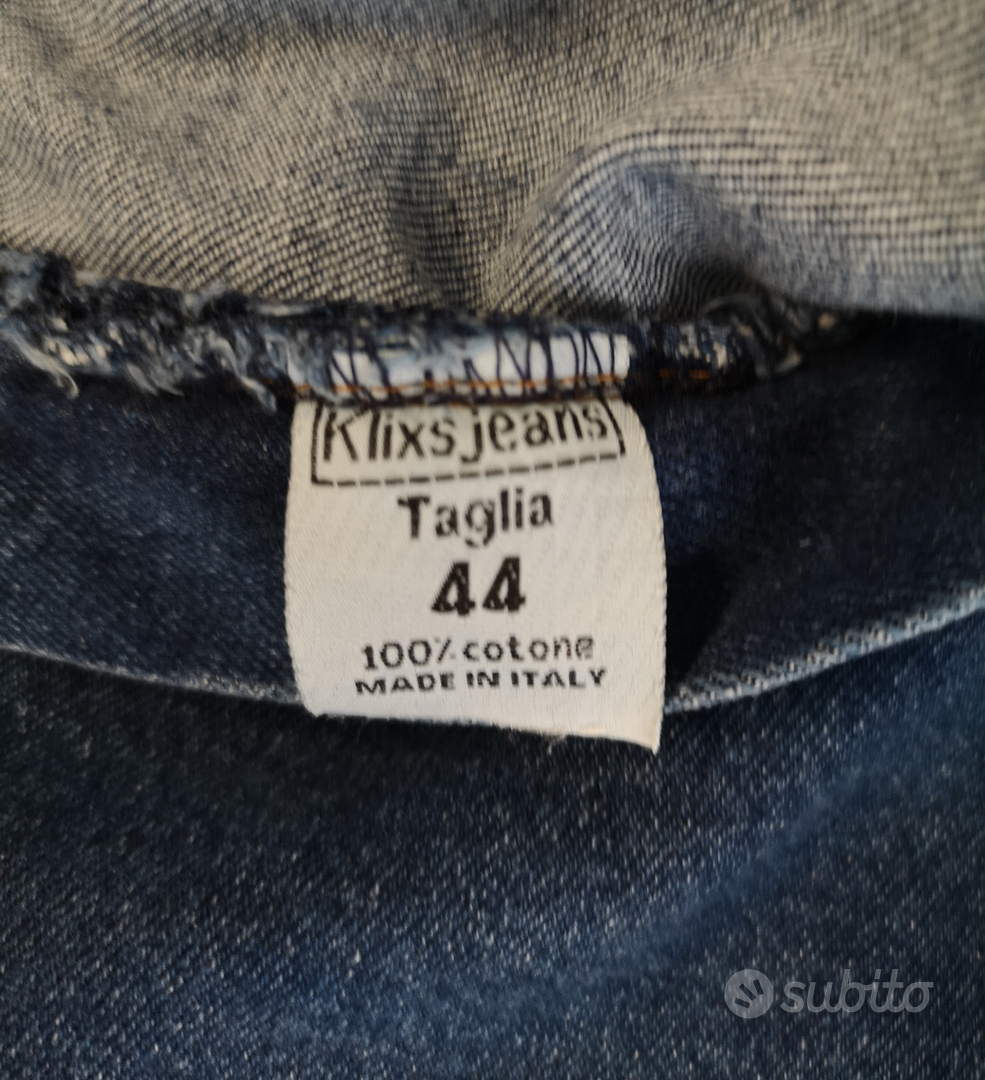 Klixs jeans
Taglia
44
100% cotone
MADE IN ITALY
subito